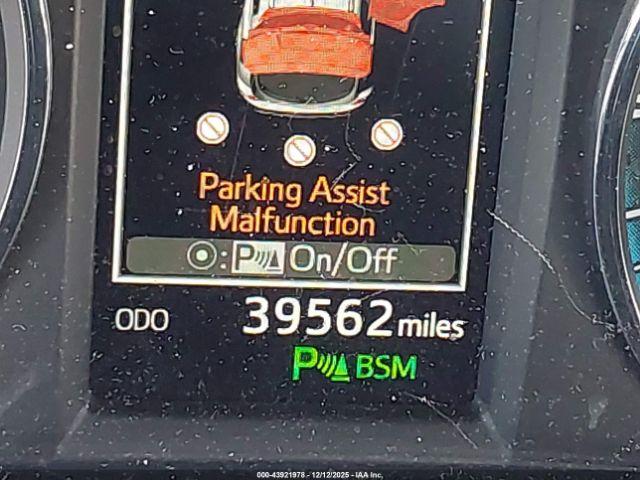 Parking Assist
Malfunction
: P On/Off
ODO 39562 miles
P BSM
000-43921978 - 12/12/2025 - IAA Inc.